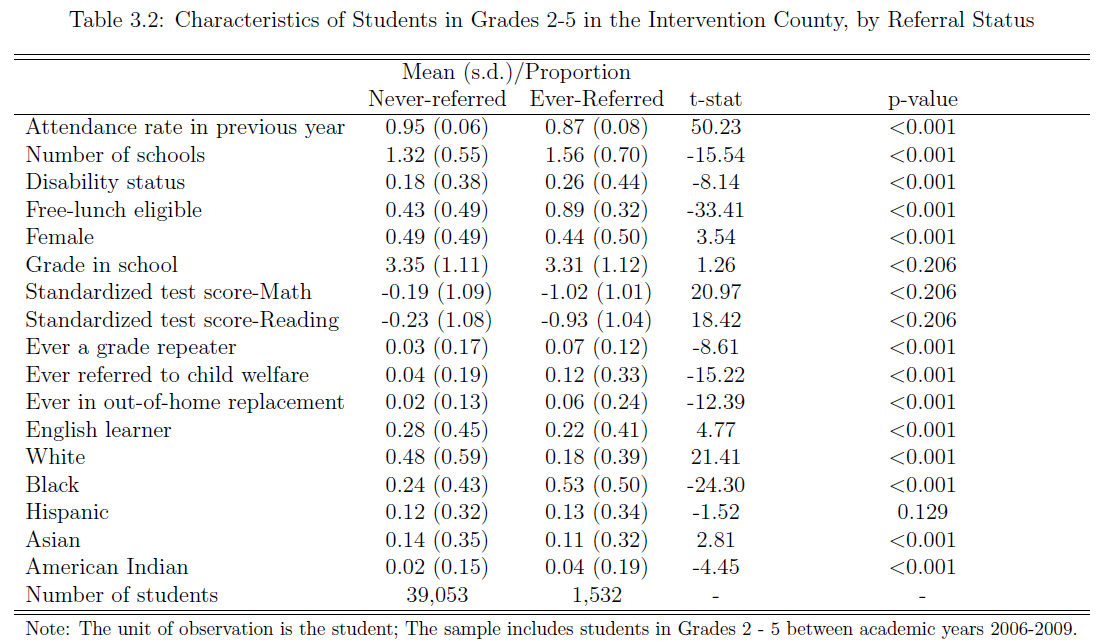 Table 3.2: Characteristics of Students in Grades 2-5 in the Intervention County, by Referral Status
Mean (s.d.)/Proportion
Never-referred Ever-Referred t-stat p-value
Attendance rate in previous year 0.95 (0.06) 0.87 (0.08) 50.23 <0.001
Number of schools 1.32 (0.55) 1.56 (0.70) -15.54 <0.001
Disability status 0.18 (0.38) 0.26 (0.44) -8.14 <0.001
Free-lunch eligible 0.43 (0.49) 0.89 (0.32) -33.41 <0.001
Female 0.49 (0.49) 0.44 (0.50) 3.54 <0.001
Grade in school 3.35 (1.11) 3.31 (1.12) 1.26 <0.206
Standardized test score-Math -0.19 (1.09) -1.02 (1.01) 20.97 <0.206
Standardized test score-Reading -0.23 (1.08) -0.93 (1.04) 18.42 <0.206
Ever a grade repeater 0.03 (0.17) 0.07 (0.12) -8.61 <0.001
Ever referred to child welfare 0.04 (0.19) 0.12 (0.33) -15.22 <0.001
Ever in out-of-home replacement 0.02 (0.13) 0.06 (0.24) -12.39 <0.001
English learner 0.28 (0.45) 0.22 (0.41) 4.77 <0.001
White 0.48 (0.59) 0.18 (0.39) 21.41 <0.001
Black 0.24 (0.43) 0.53 (0.50) -24.30 <0.001
Hispanic 0.12 (0.32) 0.13 (0.34) -1.52 0.129
Asian 0.14 (0.35) 0.11 (0.32) 2.81 <0.001
American Indian 0.02 (0.15) 0.04 (0.19) -4.45 <0.001
Number of students 39,053 1,532 - -
Note: The unit of observation is the student; The sample includes students in Grades 2 - 5 between academic years 2006-2009.